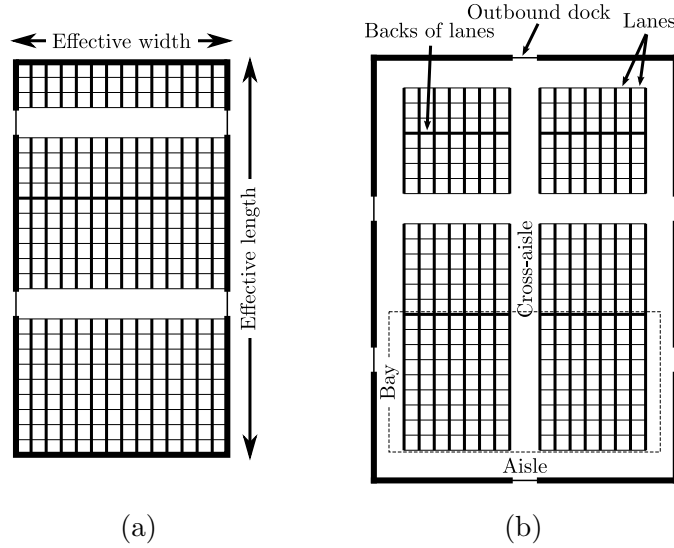 Effective width
Effective length
(a)
Outbound dock
Backs of lanes
Lanes
Cross-aisle
Bay
Aisle
(b)